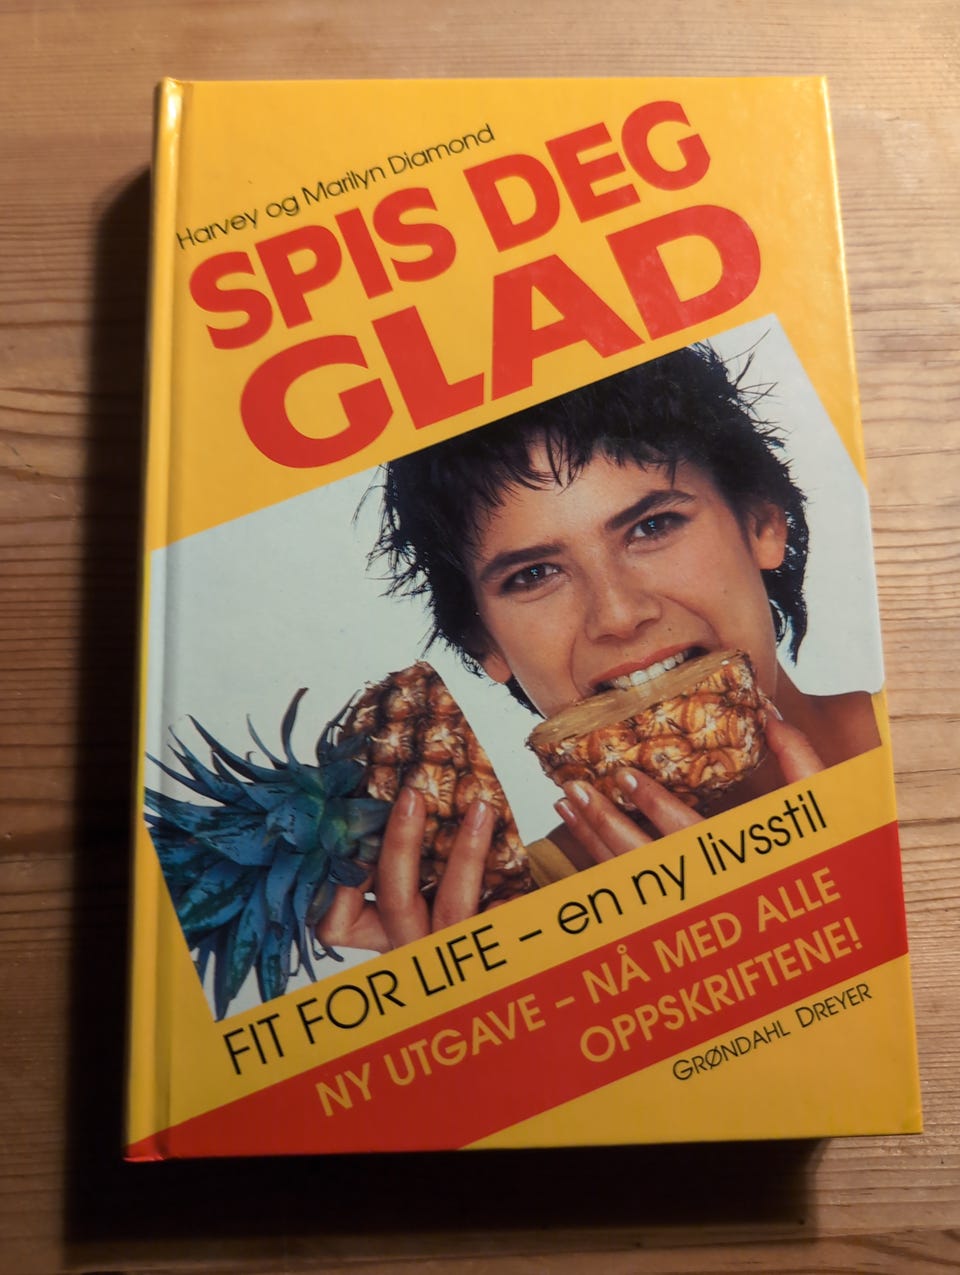 Harvey og Marilyn Diamond
SPIS DEG
GLAD
FIT FOR LIFE – en ny livsstil
NY UTGAVE – NÅ MED ALLE
OPPSKRIFTENE!
GRØNDAHL DREYER